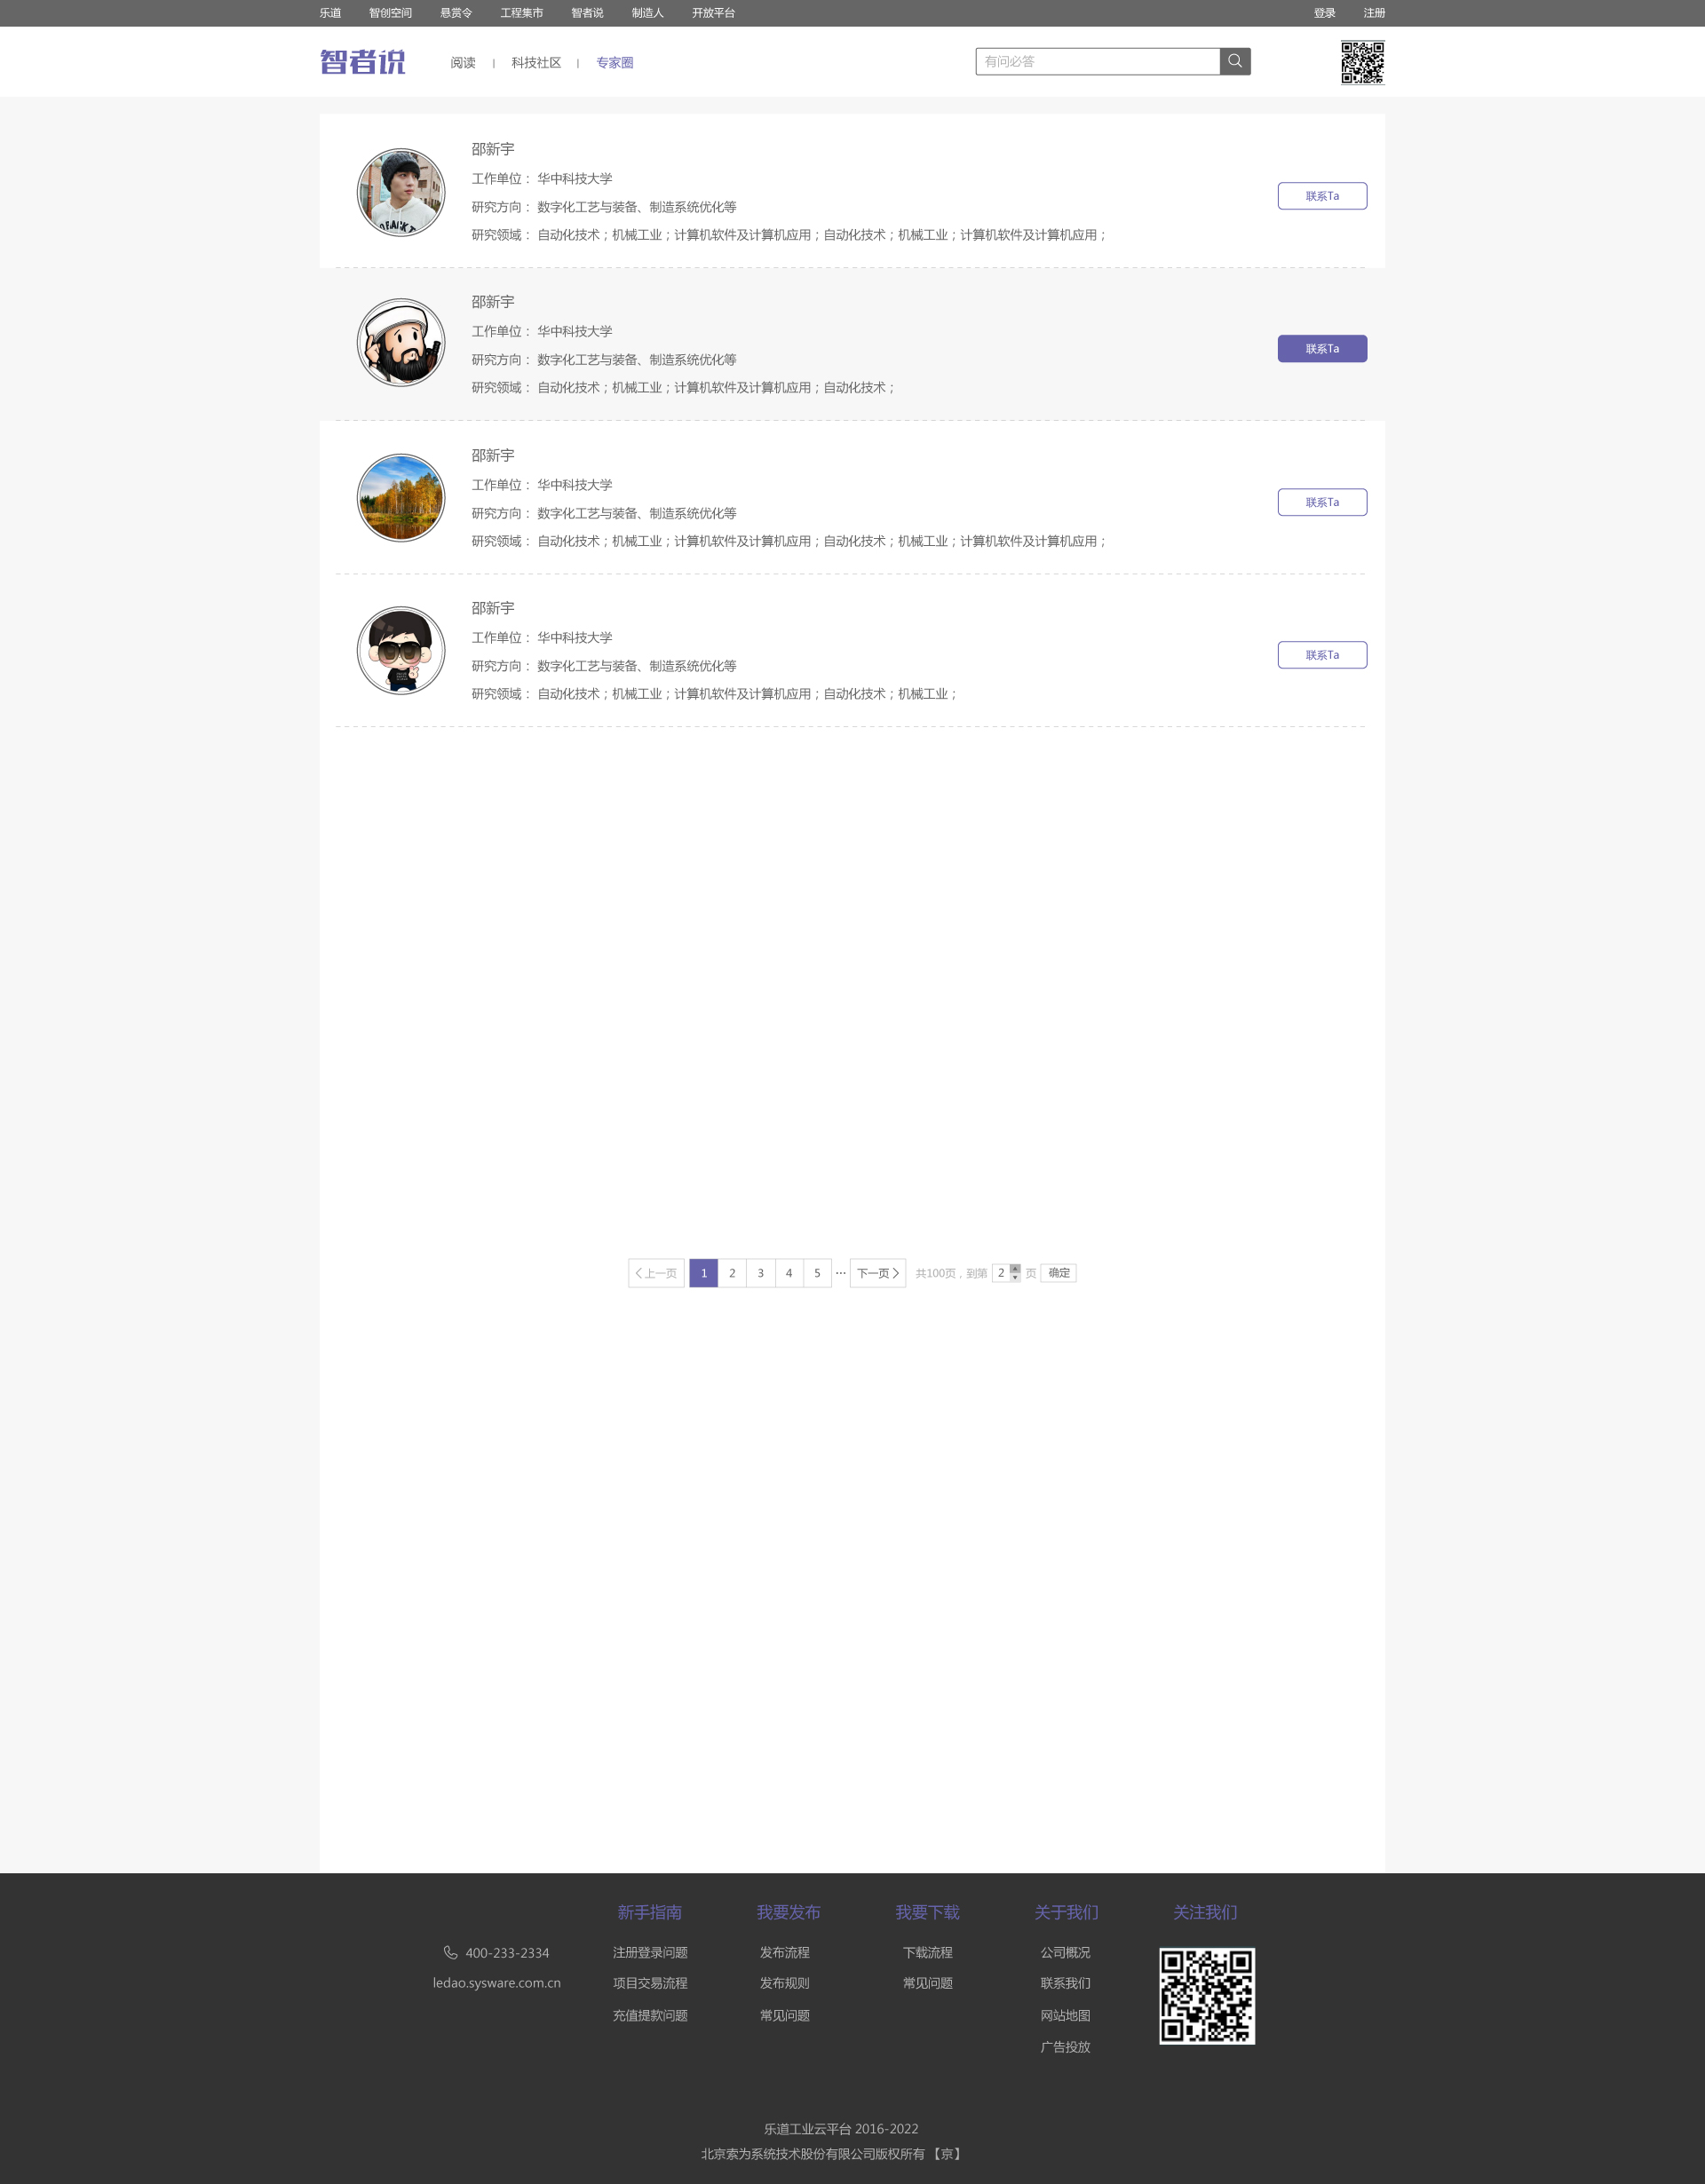 乐道 智创空间 悬赏令 工程集市 智者说 制造人 开放平台 登录 注册
智者说 阅读 科技社区 专家圈 有问必答
邵新宇
工作单位： 华中科技大学
研究方向： 数字化工艺与装备、制造系统优化等
研究领域： 自动化技术；机械工业；计算机软件及计算机应用；自动化技术；机械工业；计算机软件及计算机应用；
联系Ta
邵新宇
工作单位： 华中科技大学
研究方向： 数字化工艺与装备、制造系统优化等
研究领域： 自动化技术；机械工业；计算机软件及计算机应用；自动化技术；
联系Ta
邵新宇
工作单位： 华中科技大学
研究方向： 数字化工艺与装备、制造系统优化等
研究领域： 自动化技术；机械工业；计算机软件及计算机应用；自动化技术；机械工业；计算机软件及计算机应用；
联系Ta
邵新宇
工作单位： 华中科技大学
研究方向： 数字化工艺与装备、制造系统优化等
研究领域： 自动化技术；机械工业；计算机软件及计算机应用；自动化技术；机械工业；
联系Ta
上一页 1 2 3 4 5 ··· 下一页 共100页，到第 2 页 确定
400-233-2334
ledao.sysware.com.cn
新手指南
注册登录问题
项目交易流程
充值提款问题
我要发布
发布流程
发布规则
常见问题
我要下载
下载流程
常见问题
关于我们
公司概况
联系我们
网站地图
广告投放
关注我们
乐道工业云平台 2016-2022
北京索为系统技术股份有限公司版权所有 【京】